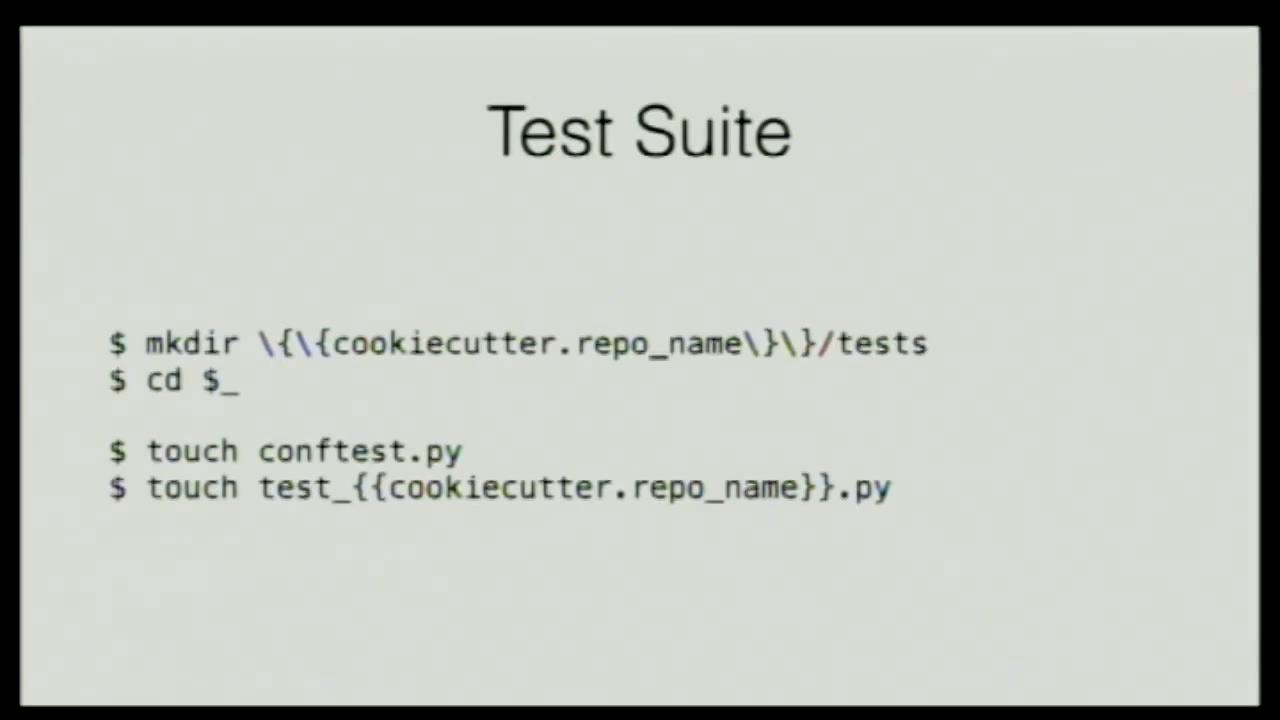 Test Suite
$ mkdir \{\{cookiecutter.repo_name\}\}/tests
$ cd $_
$ touch conftest.py
$ touch test_{{cookiecutter.repo_name}}.py